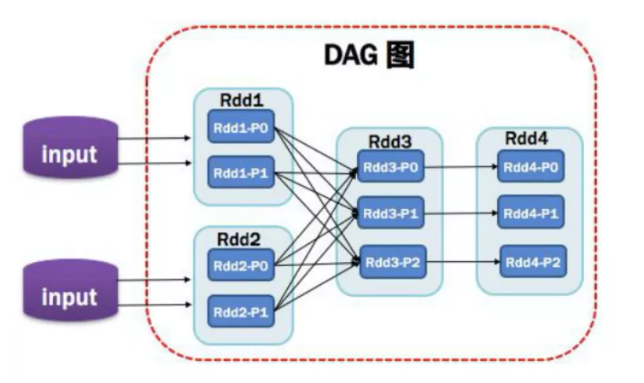 DAG 图
input
Rdd1
Rdd1-P0
Rdd1-P1
Rdd3
Rdd3-P0
Rdd3-P1
Rdd3-P2
Rdd4
Rdd4-P0
Rdd4-P1
Rdd4-P2
input
Rdd2
Rdd2-P0
Rdd2-P1